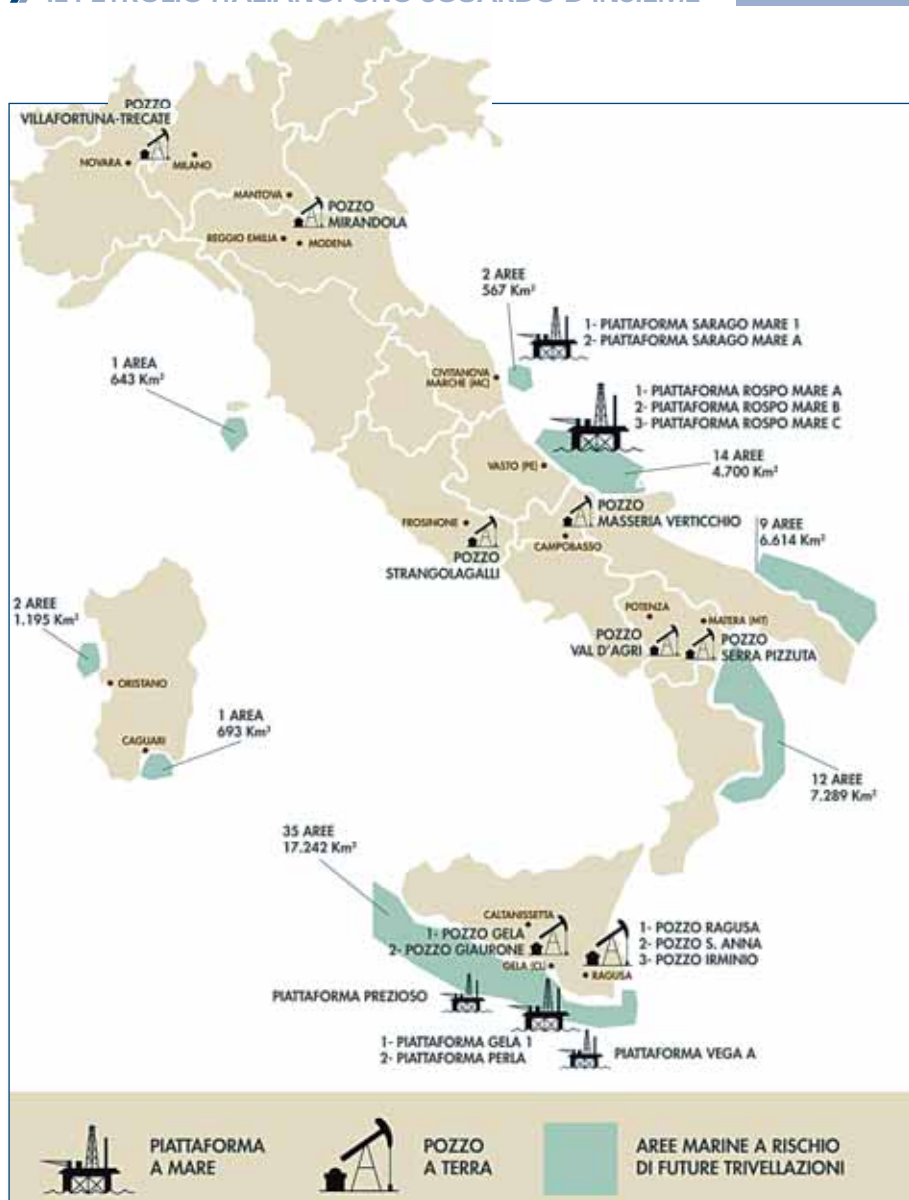 IL PETROLIO ITALIANO: UNO SGUARDO D'INSIEME
POZZO
VILLAFORTUNA-TRECATE
NOVARA
MILANO
MANTOVA
POZZO
MIRANDOLA
REGGIO EMILIA
MODENA
2 AREE
567 Km²
1- PIATTAFORMA SARAGO MARE 1
2- PIATTAFORMA SARAGO MARE A
1 AREA
643 Km²
CIVITANOVA
MARCHE (MC)
1- PIATTAFORMA ROSPO MARE A
2- PIATTAFORMA ROSPO MARE B
3- PIATTAFORMA ROSPO MARE C
14 AREE
4.700 Km²
VASTO (PE)
FROSINONE
POZZO
STRANGOLAGALLI
POZZO
MASSERIA VERTICCHIO
CAMPOBASSO
9 AREE
6.614 Km²
2 AREE
1.195 Km²
ORISTANO
POTENZA
MATERA (MT)
POZZO
VAL D'AGRI
POZZO
SERRA PIZZUTA
1 AREA
693 Km²
CAGUARI
12 AREE
7.289 Km²
35 AREE
17.242 Km²
CALTANISSETTA
1- POZZO GELA
2- POZZO GIAURONE
GELA (CL)
1- POZZO RAGUSA
2- POZZO S. ANNA
3- POZZO IRMINIO
RAGUSA
PIATTAFORMA PREZIOSO
1- PIATTAFORMA GELA 1
2- PIATTAFORMA PERLA
PIATTAFORMA VEGA A
PIATTAFORMA
A MARE
POZZO
A TERRA
AREE MARINE A RISCHIO
DI FUTURE TRIVELLAZIONI